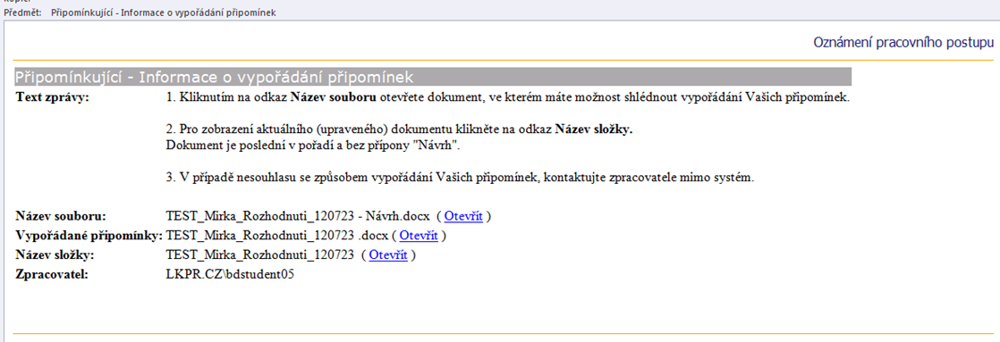 Předmět: Připomínkující - Informace o vypořádání připomínek
Oznámení pracovního postupu
Připomínkující - Informace o vypořádání připomínek
Text zprávy: 1. Kliknutím na odkaz Název souboru otevřete dokument, ve kterém máte možnost shlédnout vypořádání Vašich připomínek.
2. Pro zobrazení aktuálního (upraveného) dokumentu klikněte na odkaz Název složky.
Dokument je poslední v pořadí a bez přípony "Návrh".
3. V případě nesouhlasu se způsobem vypořádání Vašich připomínek, kontaktujte zpracovatele mimo systém.
Název souboru: TEST_Mirka_Rozhodnuti_120723 - Návrh.docx ( Otevřít )
Vypořádané připomínky: TEST_Mirka_Rozhodnuti_120723 .docx ( Otevřít )
Název složky: TEST_Mirka_Rozhodnuti_120723 ( Otevřít )
Zpracovatel: LKPR.CZ\bdstudent05